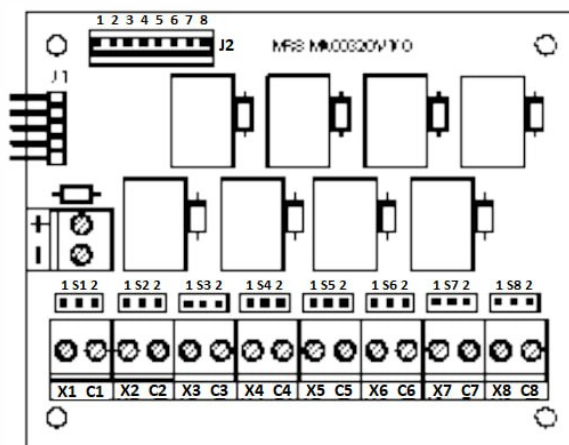 1 2 3 4 5 6 7 8
J2
J1
+
−
1 S1 2 1 S2 2 1 S3 2 1 S4 2 1 S5 2 1 S6 2 1 S7 2 1 S8 2
X1 C1 X2 C2 X3 C3 X4 C4 X5 C5 X6 C6 X7 C7 X8 C8